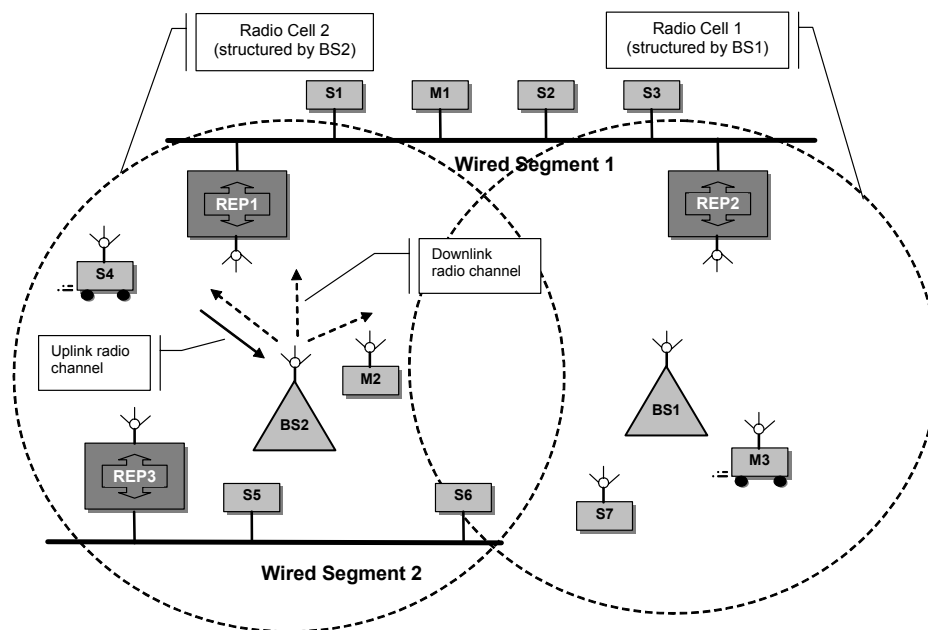 Radio Cell 2
(structured by BS2)
Radio Cell 1
(structured by BS1)
S1
M1
S2
S3
Wired Segment 1
REP1
REP2
S4
Downlink
radio channel
Uplink radio
channel
M2
BS2
BS1
M3
REP3
S5
S6
S7
Wired Segment 2